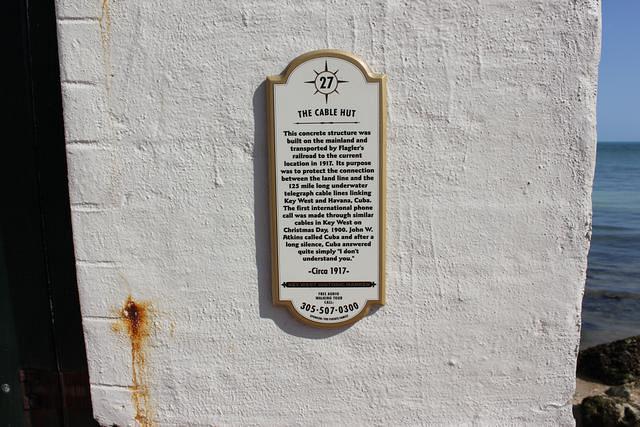 27
THE CABLE HUT
This concrete structure was
built on the mainland and
transported by Flagler's
railroad to the current
location in 1917. Its purpose
was to protect the connection
between the land line and the
125 mile long underwater
telegraph cable lines linking
Key West and Havana, Cuba.
The first international phone
call was made through similar
cables in Key West on
Christmas Day, 1900. John W.
Atkins called Cuba and after a
long silence, Cuba answered
quite simply "I don't
understand you."
-Circa 1917-
KEY WEST HISTORIC MARKER
FREE AUDIO
WALKING TOUR
CALL:
305·507·0300